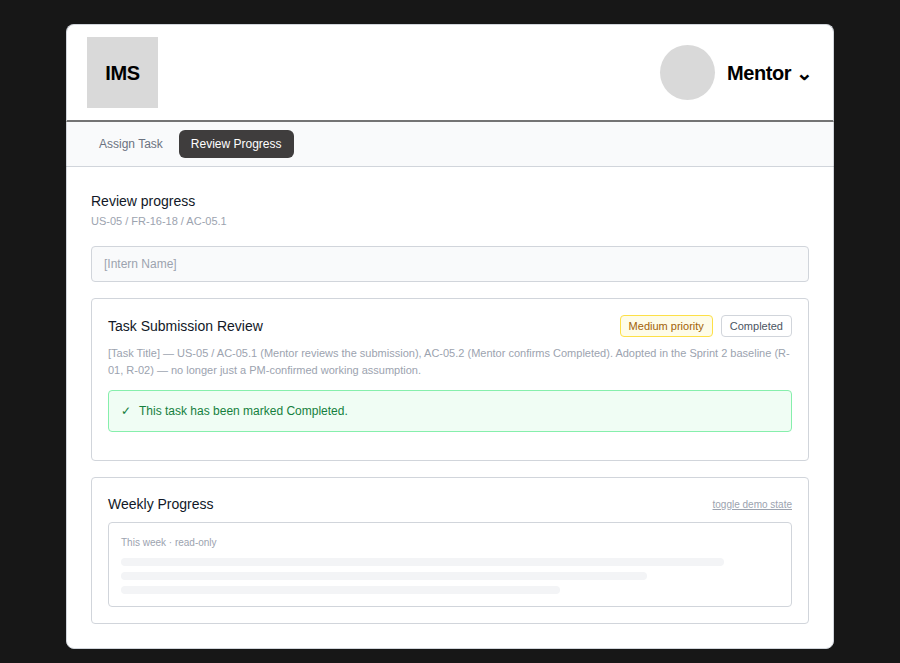 IMS
Mentor
Assign Task
Review Progress
Review progress
US-05 / FR-16-18 / AC-05.1
[Intern Name]
Task Submission Review
Medium priority
Completed
[Task Title] — US-05 / AC-05.1 (Mentor reviews the submission), AC-05.2 (Mentor confirms Completed). Adopted in the Sprint 2 baseline (R-
01, R-02) — no longer just a PM-confirmed working assumption.
✓ This task has been marked Completed.
Weekly Progress
toggle demo state
This week · read-only